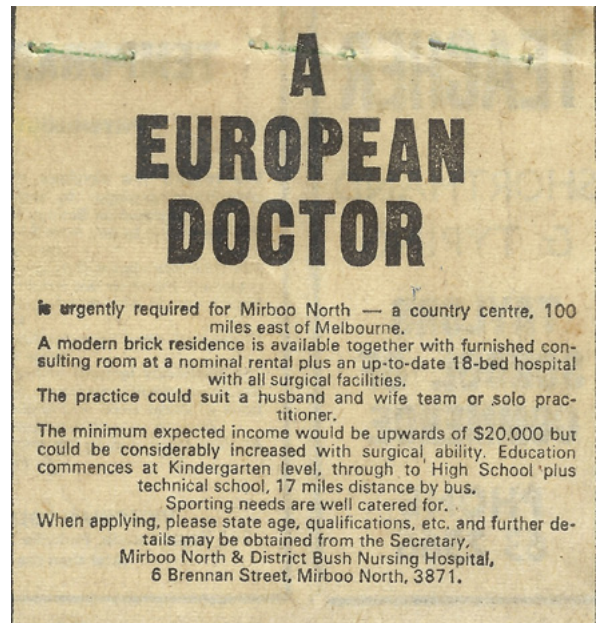 A
EUROPEAN
DOCTOR
is urgently required for Mirboo North — a country centre, 100
miles east of Melbourne.
A modern brick residence is available together with furnished con-
sulting room at a nominal rental plus an up-to-date 18-bed hospital
with all surgical facilities.
The practice could suit a husband and wife team or solo prac-
titioner.
The minimum expected income would be upwards of $20.000 but
could be considerably increased with surgical ability. Education
commences at Kindergarten level, through to High School plus
technical school, 17 miles distance by bus.
Sporting needs are well catered for.
When applying, please state age, qualifications, etc. and further de-
tails may be obtained from the Secretary,
Mirboo North & District Bush Nursing Hospital,
6 Brennan Street, Mirboo North, 3871.